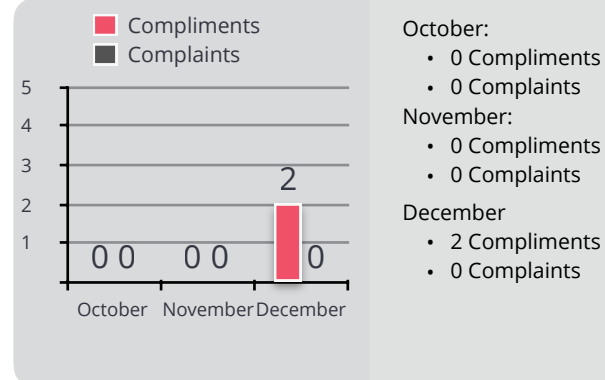 Compliments
Complaints
5
4
3
2
1
2
0 0
0 0
0
October November December
October:
• 0 Compliments
• 0 Complaints
November:
• 0 Compliments
• 0 Complaints
December
• 2 Compliments
• 0 Complaints